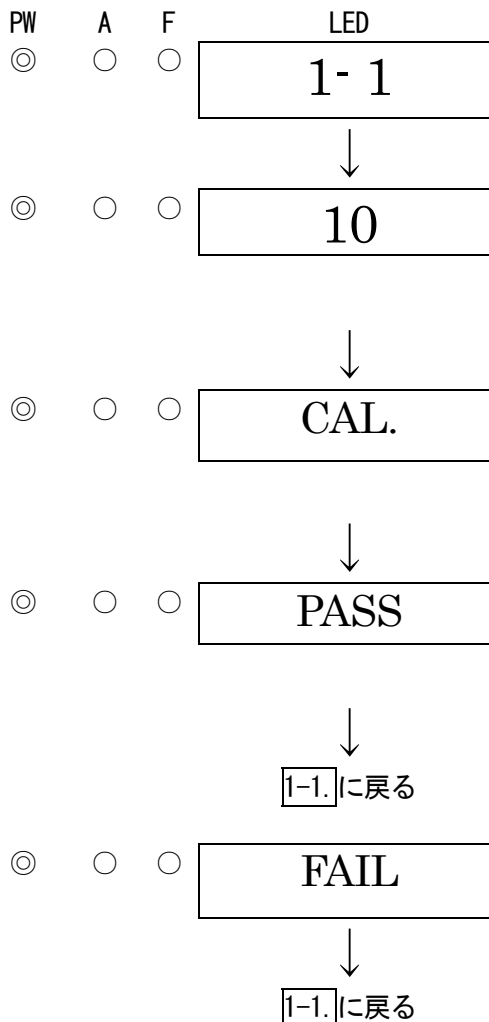 PW A F LED
◎ ○ ○ 1- 1
↓
◎ ○ ○ 10
↓
◎ ○ ○ CAL.
↓
◎ ○ ○ PASS
↓
1-1.に戻る
◎ ○ ○ FAIL
↓
1-1.に戻る